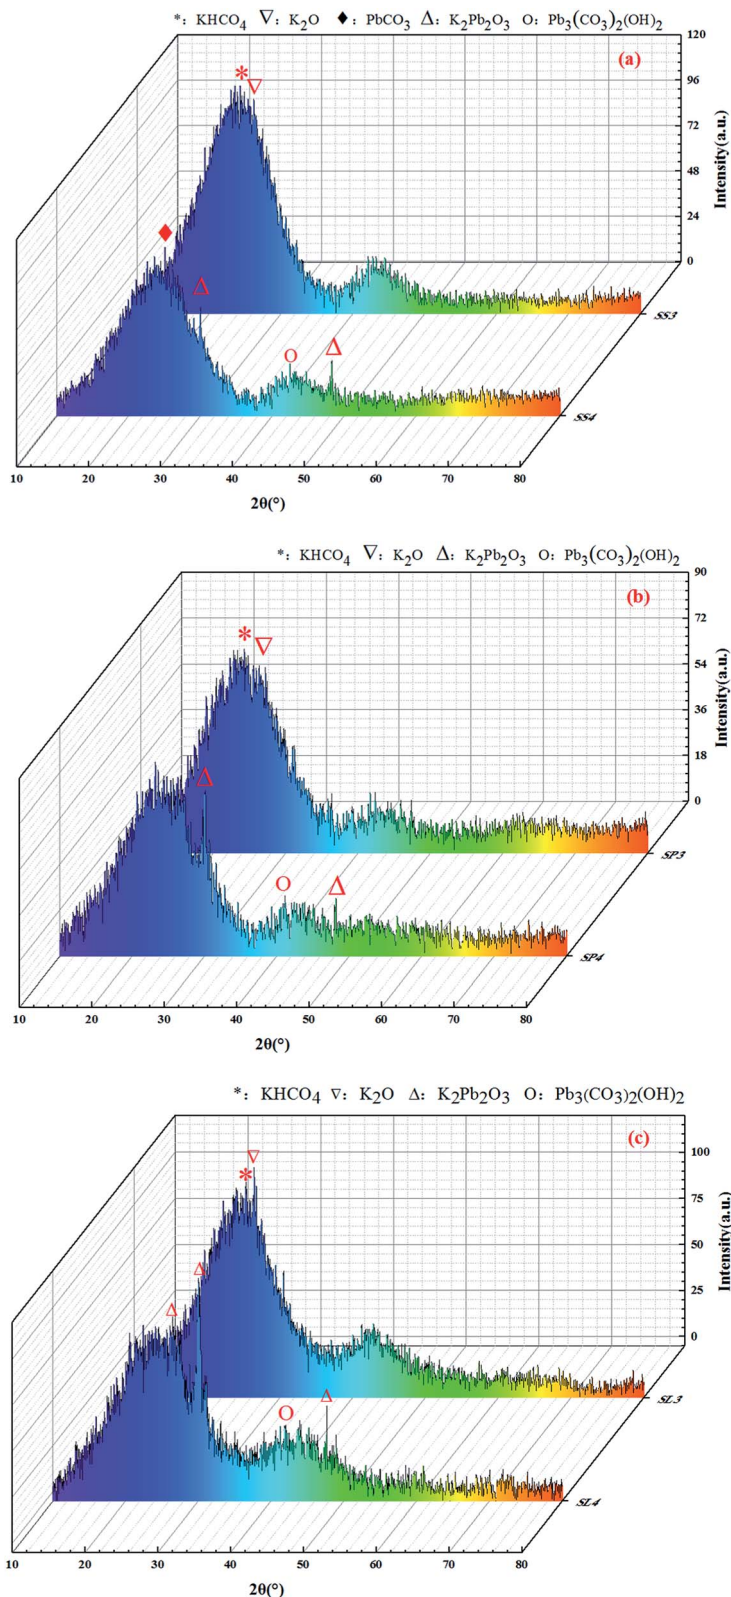 *: KHCO4 ▽: K2O ♦: PbCO3 Δ: K2Pb2O3 O: Pb3(CO3)2(OH)2
(a)
120
96
72
48
24
0
Intensity(a.u.)
* ▽
♦
Δ
O Δ
SS3
SS4
10 20 30 40 50 60 70 80
2θ(°)
*: KHCO4 ▽: K2O Δ: K2Pb2O3 O: Pb3(CO3)2(OH)2
(b)
90
72
54
36
18
0
Intensity(a.u.)
* ▽
Δ
O Δ
SP3
SP4
10 20 30 40 50 60 70 80
2θ(°)
*: KHCO4 ▽: K2O Δ: K2Pb2O3 O: Pb3(CO3)2(OH)2
(c)
100
75
50
25
0
Intensity(a.u.)
* ▽
Δ Δ
O Δ
SL3
SL4
10 20 30 40 50 60 70 80
2θ(°)